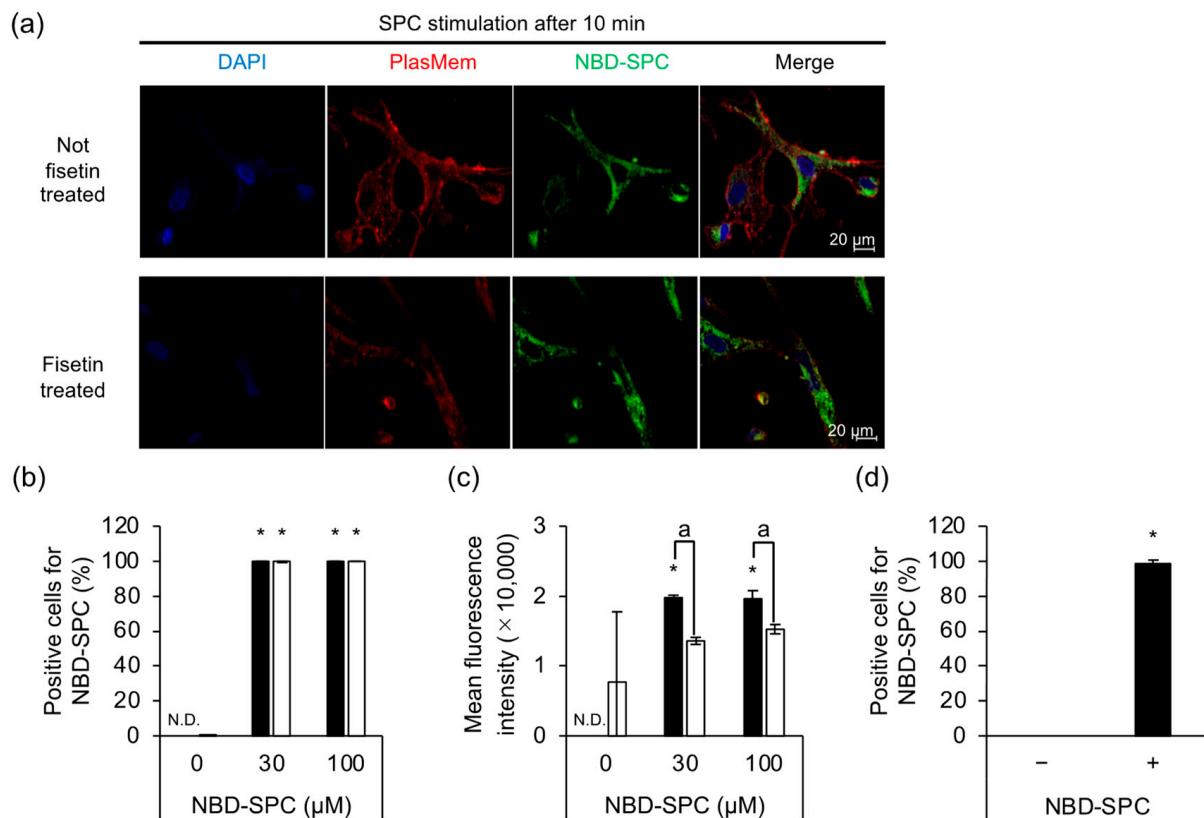 (a)
SPC stimulation after 10 min
DAPI PlasMem NBD-SPC Merge
Not
fisetin
treated
20 µm
Fisetin
treated
20 µm
(b)
Positive cells for
NBD-SPC (%)
120
100
80
60
40
20
0
* * * *
N.D.
0 30 100
NBD-SPC (µM)
(c)
Mean fluorescence
intensity (×10,000)
3
2
1
0
a a
* *
N.D.
0 30 100
NBD-SPC (µM)
(d)
Positive cells for
NBD-SPC (%)
120
100
80
60
40
20
0
*
− +
NBD-SPC